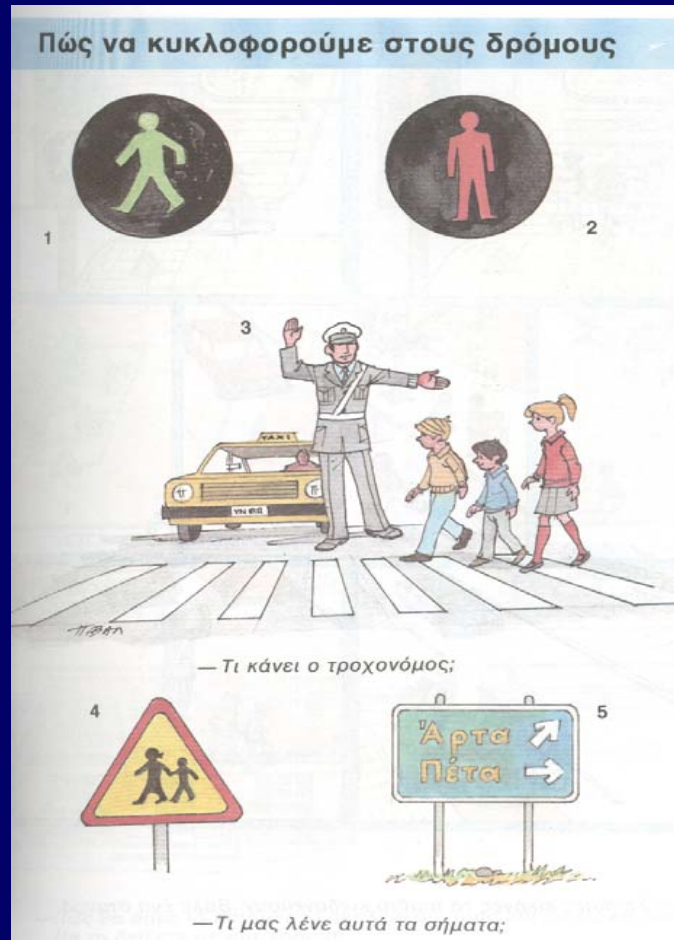 Πώς να κυκλοφορούμε στους δρόμους
1
2
3
TAXI
— Τι κάνει ο τροχονόμος;
4
5
Άρτα
Πέτα
— Τι μας λένε αυτά τα σήματα;